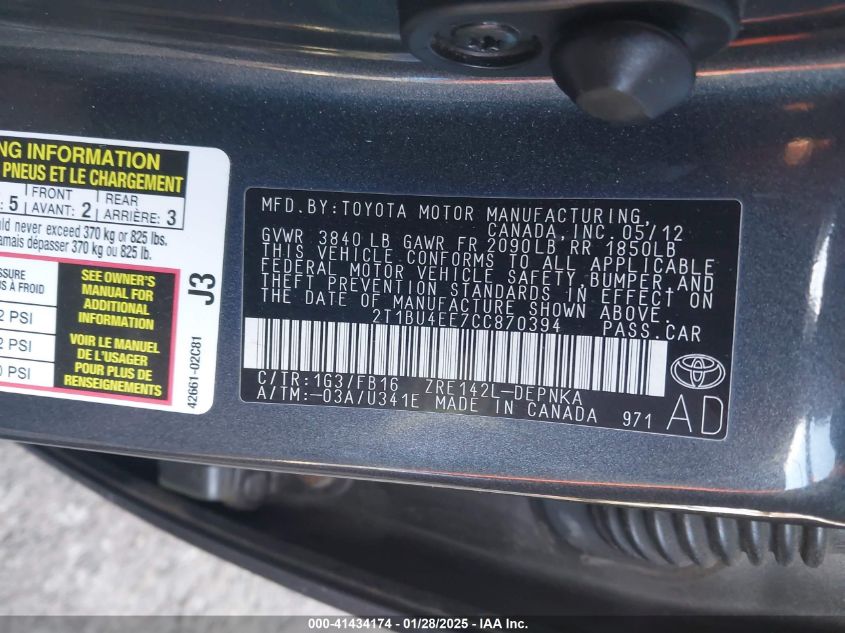 NG INFORMATION
PNEUS ET LE CHARGEMENT
: 5 FRONT AVANT: 2 REAR ARRIÈRE: 3
never exceed 370 kg or 825 lbs.
jamais dépasser 370 kg ou 825 lb.
À FROID
2 PSI
2 PSI
0 PSI
SEE OWNER'S
MANUAL FOR
ADDITIONAL
INFORMATION
VOIR LE MANUEL
DE L'USAGER
POUR PLUS DE
RENSEIGNEMENTS
J3
42661-02C81
MFD.BY:TOYOTA MOTOR MANUFACTURING,
CANADA, INC. 05/12
GVWR 3840 LB GAWR FR 2090LB RR 1850LB
THIS VEHICLE CONFORMS TO ALL APPLICABLE
FEDERAL MOTOR VEHICLE SAFETY,BUMPER,AND
THEFT PREVENTION STANDARDS IN EFFECT ON
THE DATE OF MANUFACTURE SHOWN ABOVE.
2T1BU4EE7CC870394 PASS.CAR
C/TR:1G3/FB16 ZRE142L-DEPNKA
A/TM:-03A/U341E MADE IN CANADA 971
AD
000-41434174 - 01/28/2025 - www.iaai.com. Copyright IAA, Inc.